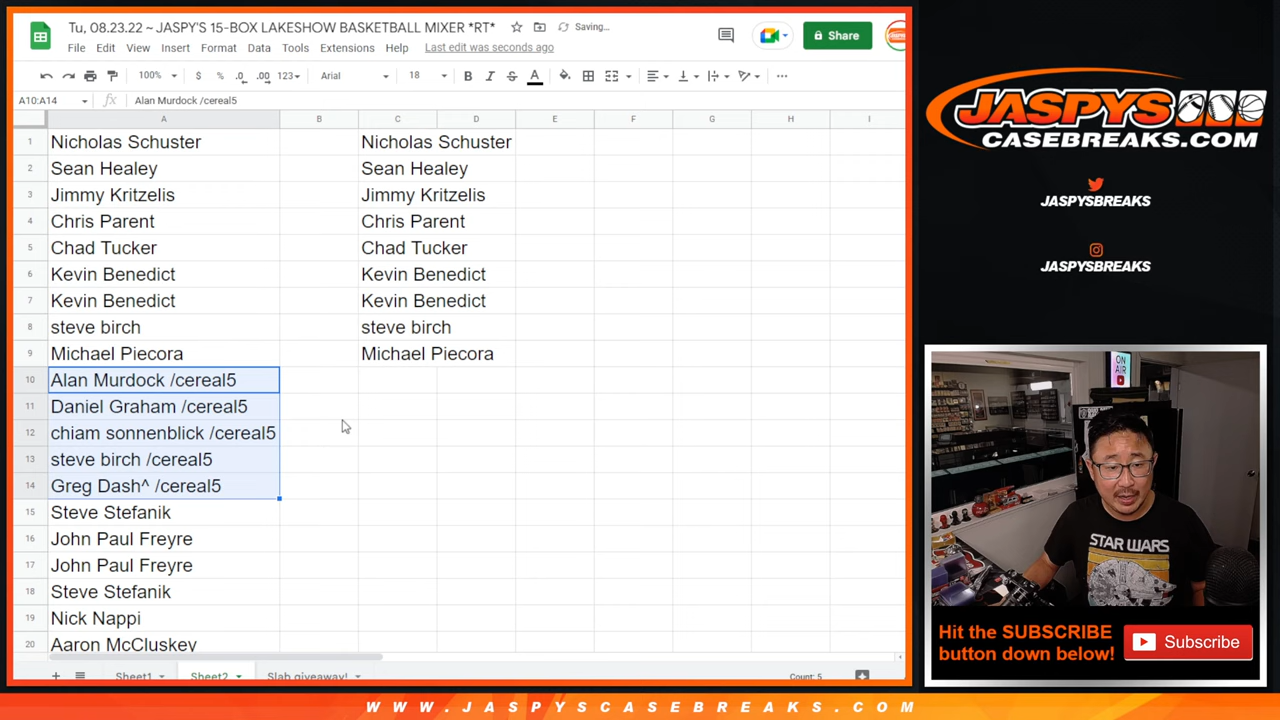 Tu, 08.23.22 ~ JASPY'S 15-BOX LAKESHOW BASKETBALL MIXER *RT* Saving...
File Edit View Insert Format Data Tools Extensions Help Last edit was seconds ago
Share
100% $ % .0 .00 123 Arial 18 B I S A
A10:A14 fx Alan Murdock /cereal5
A B C D E F G H I
1 Nicholas Schuster Nicholas Schuster
2 Sean Healey Sean Healey
3 Jimmy Kritzelis Jimmy Kritzelis
4 Chris Parent Chris Parent
5 Chad Tucker Chad Tucker
6 Kevin Benedict Kevin Benedict
7 Kevin Benedict Kevin Benedict
8 steve birch steve birch
9 Michael Piecora Michael Piecora
10 Alan Murdock /cereal5
11 Daniel Graham /cereal5
12 chiam sonnenblick /cereal5
13 steve birch /cereal5
14 Greg Dash^ /cereal5
15 Steve Stefanik
16 John Paul Freyre
17 John Paul Freyre
18 Steve Stefanik
19 Nick Nappi
20 Aaron McCluskey
Sheet1 Sheet2 Slab giveaway! Count: 5
JASPYS
CASEBREAKS.COM
JASPYSBREAKS
JASPYSBREAKS
ON
AIR
STAR WARS
Hit the SUBSCRIBE
button down below!
Subscribe
WWW.JASPYSCASEBREAKS.COM